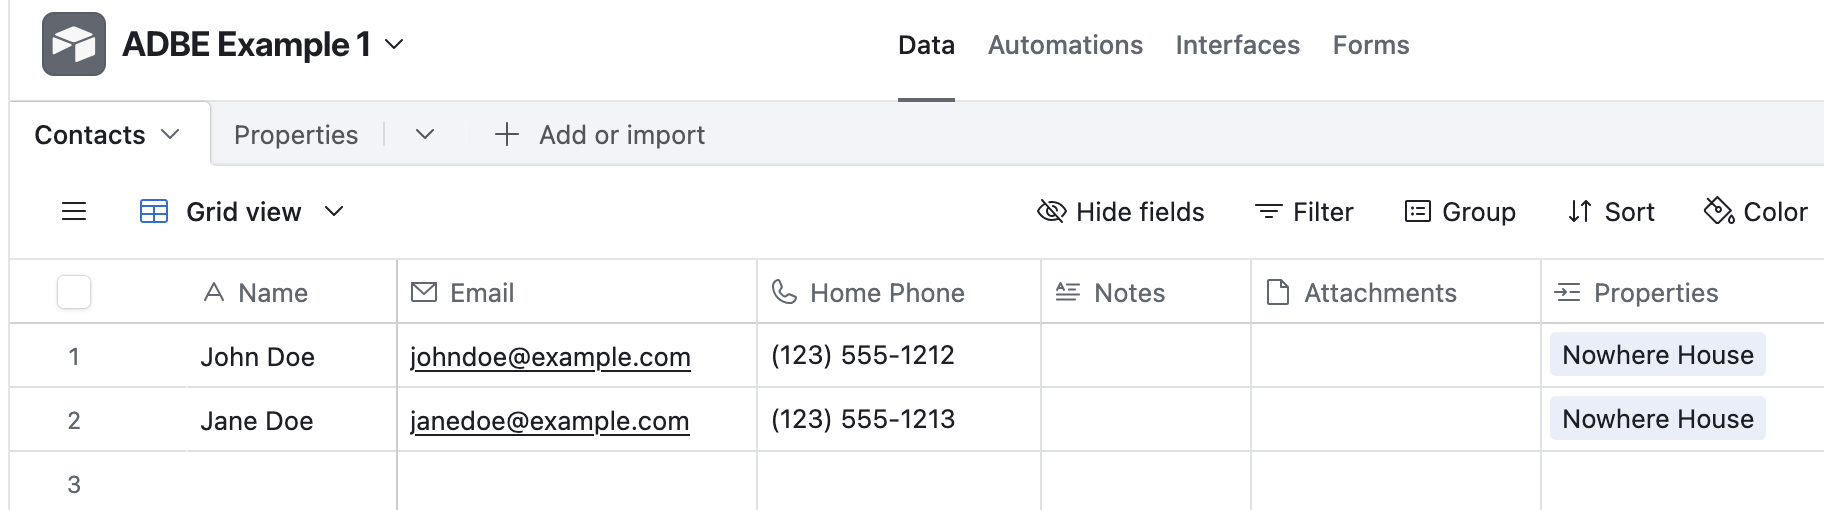 ADBE Example 1
Data Automations Interfaces Forms
Contacts Properties Add or import
Grid view Hide fields Filter Group Sort Color
Name Email Home Phone Notes Attachments Properties
1 John Doe johndoe@example.com (123) 555-1212 Nowhere House
2 Jane Doe janedoe@example.com (123) 555-1213 Nowhere House
3